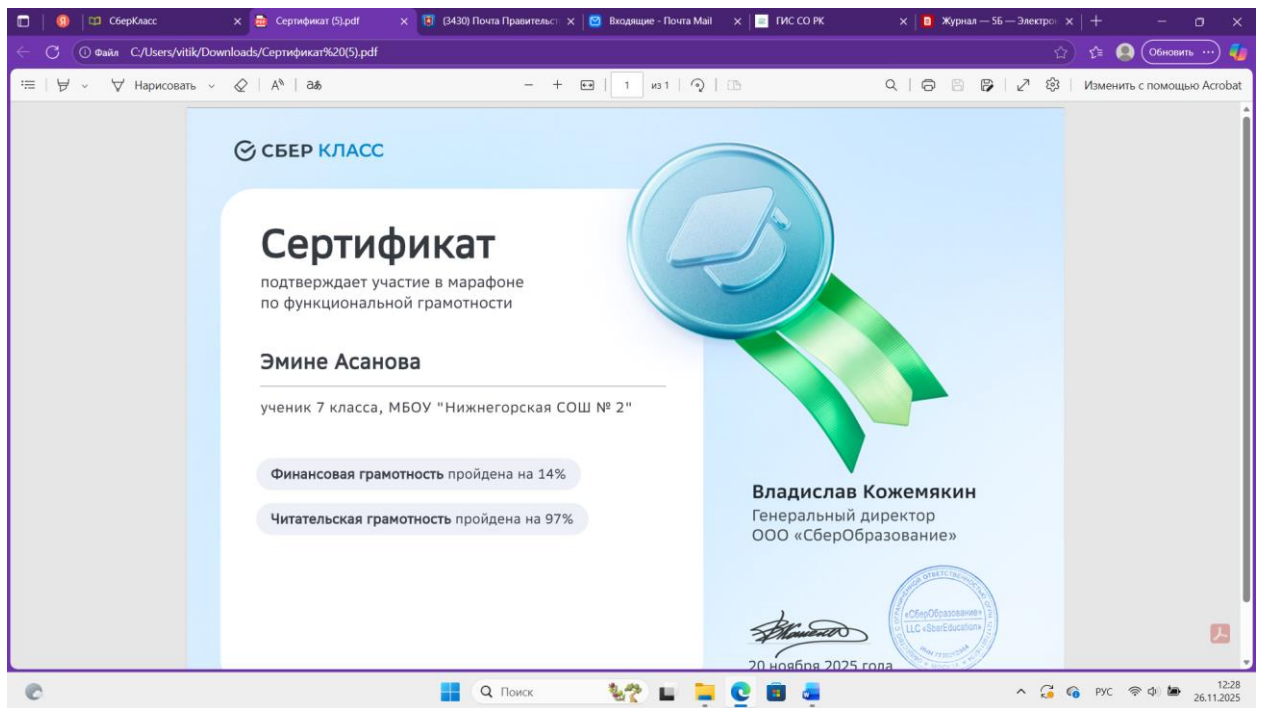 СберКласс
Сертификат (5).pdf
(3430) Почта Правительст
Входящие - Почта Mail
ГИС СО РК
Журнал — 5Б — Электро
Файл C:/Users/vitik/Downloads/Сертификат%20(5).pdf
Обновить
Нарисовать
1 из 1
Изменить с помощью Acrobat
СБЕР КЛАСС
Сертификат
подтверждает участие в марафоне
по функциональной грамотности
Эмине Асанова
ученик 7 класса, МБОУ "Нижнегорская СОШ № 2"
Финансовая грамотность пройдена на 14%
Читательская грамотность пройдена на 97%
Владислав Кожемякин
Генеральный директор
ООО «СберОбразование»
«СберОбразование»
LLC «SberEducation»
20 ноября 2025 года
Поиск
РУС
12:28
26.11.2025